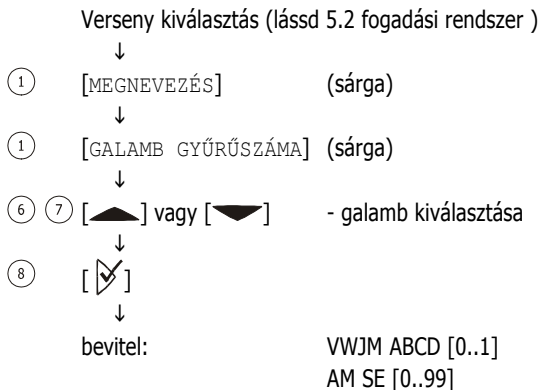 Verseny kiválasztás (lássd 5.2 fogadási rendszer )
↓
1 [MEGNEVEZÉS] (sárga)
↓
1 [GALAMB GYŰRŰSZÁMA] (sárga)
↓
6 7 [▲] vagy [▼] - galamb kiválasztása
↓
8 [ ]
↓
bevitel: VWJM ABCD [0..1]
AM SE [0..99]